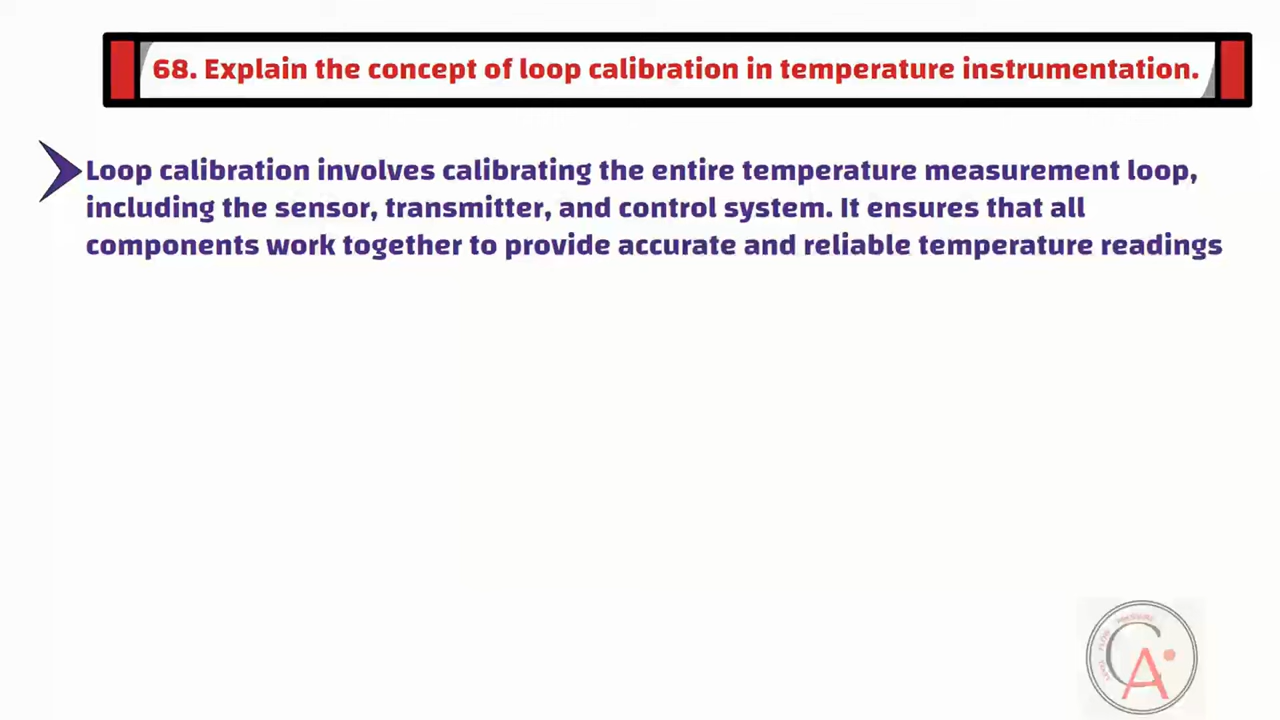 68. Explain the concept of loop calibration in temperature instrumentation.
Loop calibration involves calibrating the entire temperature measurement loop,
including the sensor, transmitter, and control system. It ensures that all
components work together to provide accurate and reliable temperature readings
CA